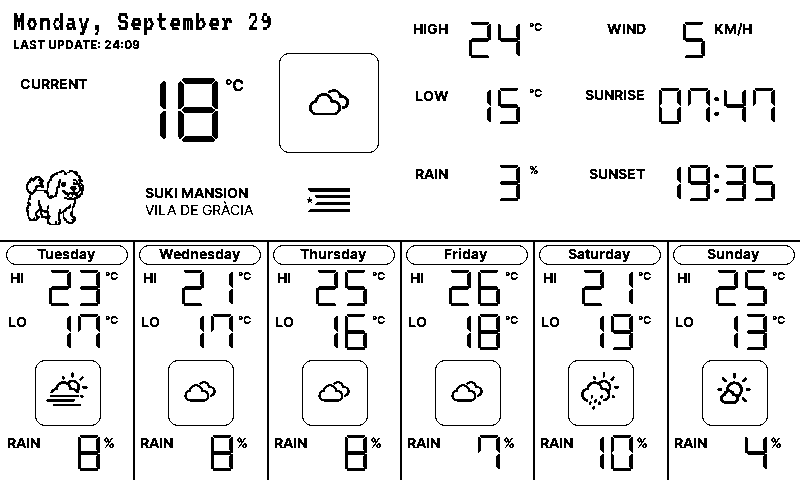 Monday, September 29
LAST UPDATE: 24:09
CURRENT 18 °C
SUKI MANSION
VILA DE GRÀCIA
HIGH 24 °C
LOW 15 °C
RAIN 3 %
WIND 5 KM/H
SUNRISE 07:47
SUNSET 19:35
Tuesday
HI 23 °C
LO 17 °C
RAIN 8 %
Wednesday
HI 21 °C
LO 17 °C
RAIN 8 %
Thursday
HI 25 °C
LO 16 °C
RAIN 8 %
Friday
HI 26 °C
LO 18 °C
RAIN 7 %
Saturday
HI 21 °C
LO 19 °C
RAIN 10 %
Sunday
HI 25 °C
LO 13 °C
RAIN 4 %